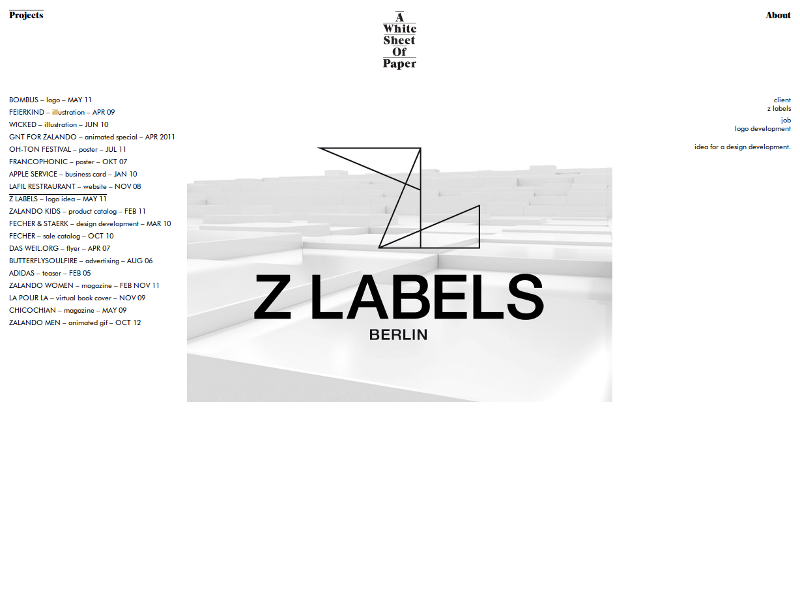 Projects
A
White
Sheet
Of
Paper
About
BOMBUS – logo – MAY 11
FEIERKIND – illustration – APR 09
WICKED – illustration – JUN 10
GNT FOR ZALANDO – animated special – APR 2011
OH-TON FESTIVAL – poster – JUL 11
FRANCOPHONIC – poster – OKT 07
APPLE SERVICE – business card – JAN 10
LAFIL RESTRAURANT – website – NOV 08
Z LABELS – logo idea – MAY 11
ZALANDO KIDS – product catalog – FEB 11
FECHER & STAERK – design development – MAR 10
FECHER – sale catalog – OCT 10
DAS WEIL.ORG – flyer – APR 07
BUTTERFLYSOULFIRE – advertising – AUG 06
ADIDAS – teaser – FEB 05
ZALANDO WOMEN – magazine – FEB NOV 11
LA POUR LA – virtual book cover – NOV 09
CHICOCHIAN – magazine – MAY 09
ZALANDO MEN – animated gif – OCT 12
Z LABELS
BERLIN
client
z labels
job
logo development
idea for a design development.